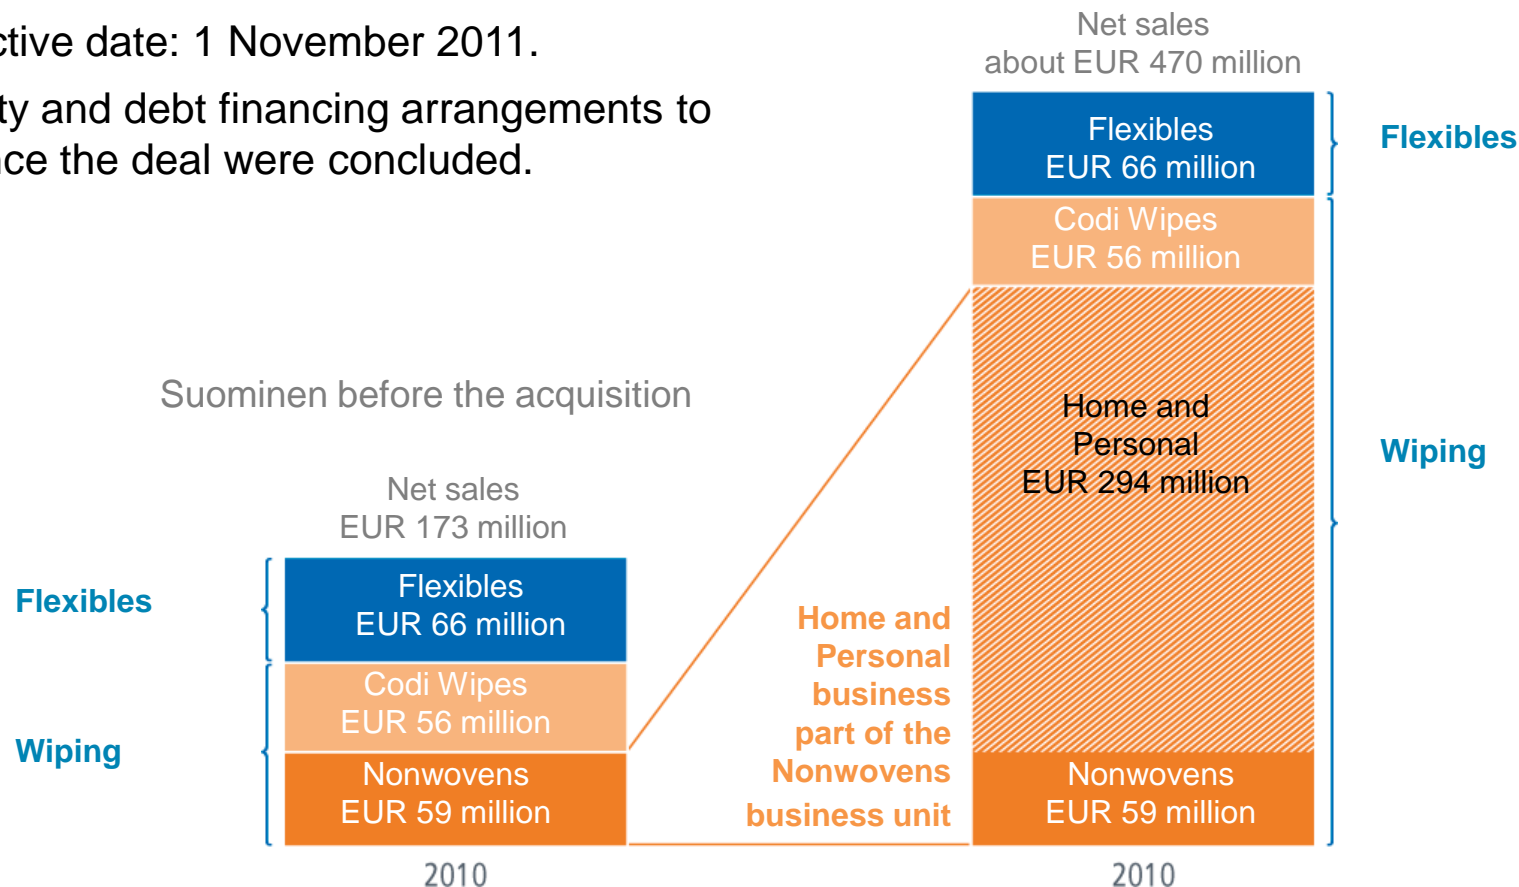 ctive date: 1 November 2011.
ty and debt financing arrangements to
nce the deal were concluded.
Net sales
about EUR 470 million
Flexibles
EUR 66 million
Flexibles
Codi Wipes
EUR 56 million
Home and
Personal
EUR 294 million
Wiping
Nonwovens
EUR 59 million
2010
Suominen before the acquisition
Net sales
EUR 173 million
Flexibles
Flexibles
EUR 66 million
Codi Wipes
EUR 56 million
Wiping
Nonwovens
EUR 59 million
2010
Home and
Personal
business
part of the
Nonwovens
business unit